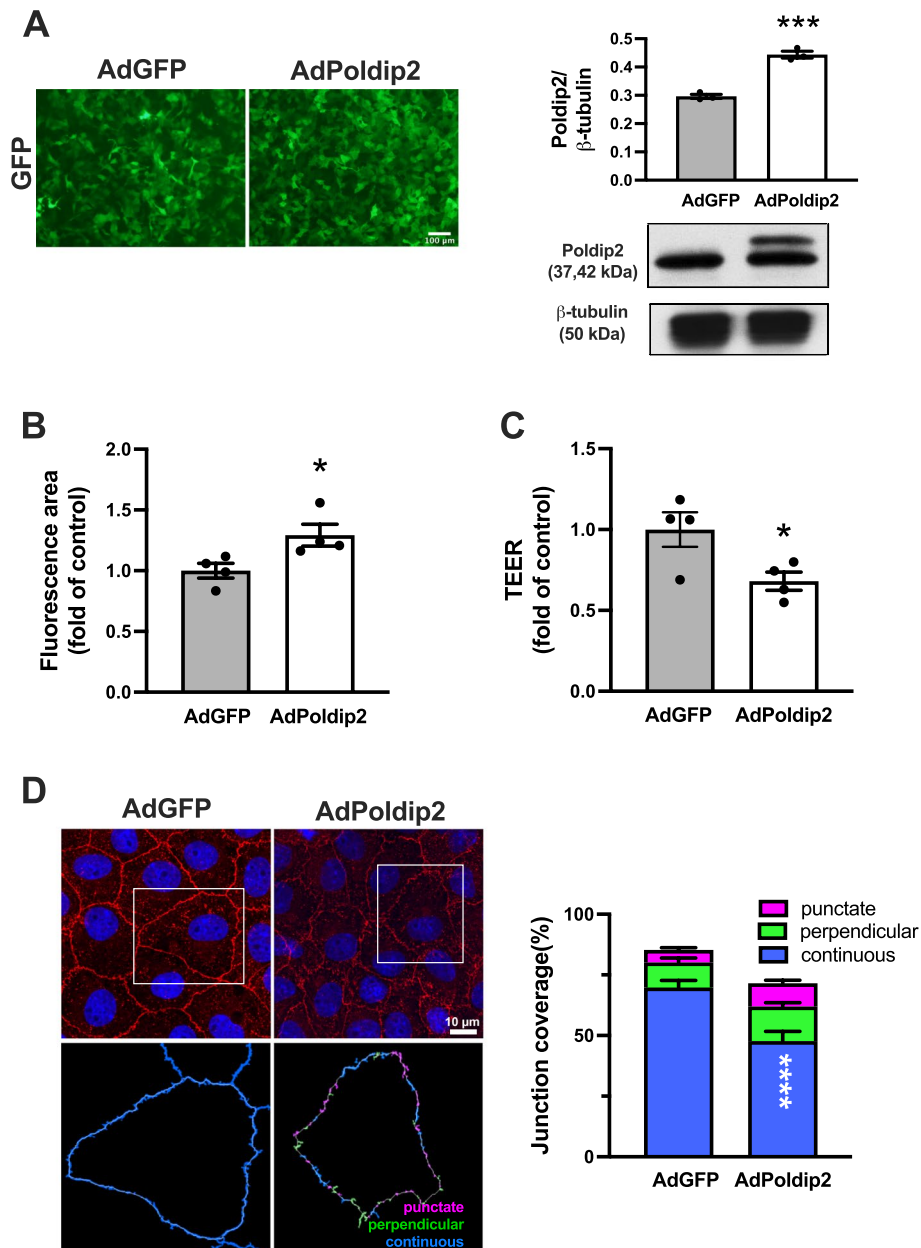 A
AdGFP
AdPoldip2
GFP
100 µm
***
Poldip2/
β-tubulin
0.5
0.4
0.3
0.2
0.1
0.0
AdGFP
AdPoldip2
Poldip2
(37,42 kDa)
β-tubulin
(50 kDa)
B
Fluorescence area
(fold of control)
2.0
1.5
1.0
0.5
0.0
*
AdGFP
AdPoldip2
C
TEER
(fold of control)
1.5
1.0
0.5
0.0
*
AdGFP
AdPoldip2
D
AdGFP
AdPoldip2
10 µm
punctate
perpendicular
continuous
punctate
perpendicular
continuous
Junction coverage(%)
100
50
0
****
AdGFP
AdPoldip2